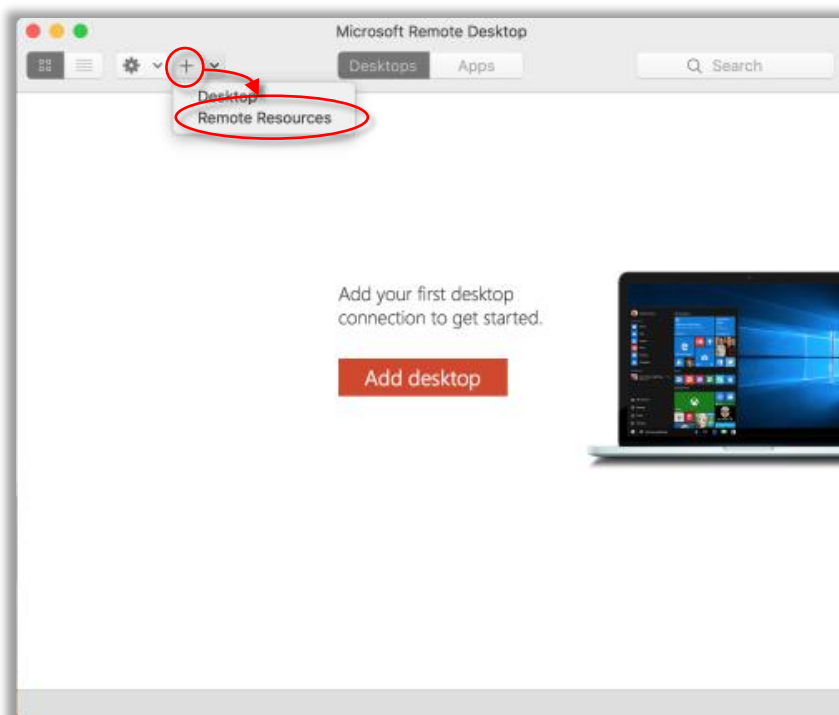 Microsoft Remote Desktop
Desktops Apps Search
Desktop
Remote Resources
Add your first desktop
connection to get started.
Add desktop